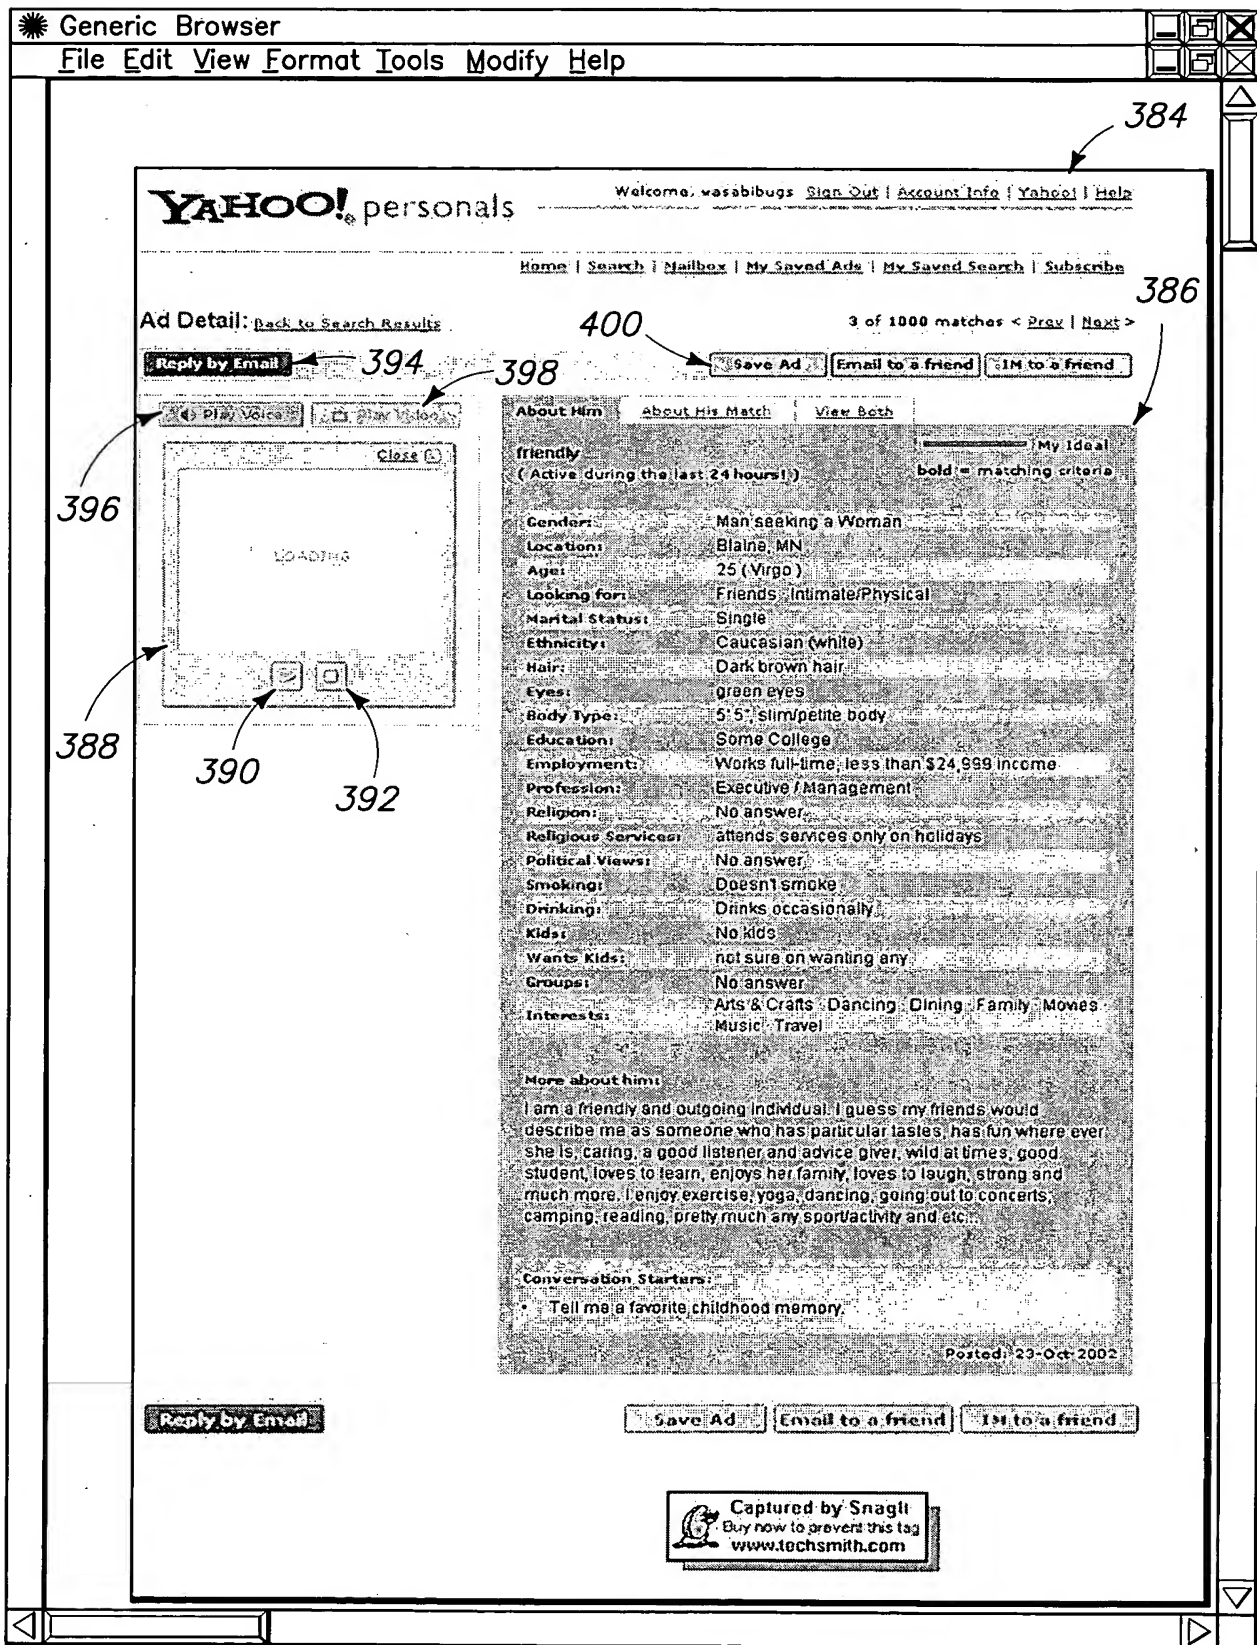 Generic Browser
File Edit View Format Tools Modify Help
384
YAHOO! personals
Welcome, wasabibugs Sign Out | Account Info | Yahoo! | Help
Home | Search | Mailbox | My Saved Ads | My Saved Search | Subscribe
386
Ad Detail: Back to Search Results
400
3 of 1000 matches < Prev | Next >
Reply by Email
394
398
Save Ad
Email to a friend
IM to a friend
Play Voice
Play Video
396
Close
LOADING
388
390
392
About Him
About His Match
View Both
friendly
My Ideal
( Active during the last 24 hours! )
bold = matching criteria
Gender: Man seeking a Woman
Location: Blaine, MN
Age: 25 ( Virgo )
Looking for: Friends Intimate/Physical
Marital Status: Single
Ethnicity: Caucasian (white)
Hair: Dark brown hair
Eyes: green eyes
Body Type: 5' 5", slim/petite body
Education: Some College
Employment: Works full-time, less than $24,999 income
Profession: Executive / Management
Religion: No answer
Religious Services: attends services only on holidays
Political Views: No answer
Smoking: Doesn't smoke
Drinking: Drinks occasionally
Kids: No kids
Wants Kids: not sure on wanting any
Groups: No answer
Interests: Arts & Crafts · Dancing · Dining · Family · Movies ·
Music · Travel
More about him:
I am a friendly and outgoing individual. I guess my friends would
describe me as someone who has particular tastes, has fun where ever
she is, caring, a good listener and advice giver, wild at times, good
student, loves to learn, enjoys her family, loves to laugh, strong and
much more. I enjoy exercise, yoga, dancing, going out to concerts,
camping, reading, pretty much any sport/activity and etc...
Conversation Starters:
• Tell me a favorite childhood memory.
Posted: 23-Oct-2002
Reply by Email
Save Ad
Email to a friend
IM to a friend
Captured by SnagIt
Buy now to prevent this tag
www.techsmith.com